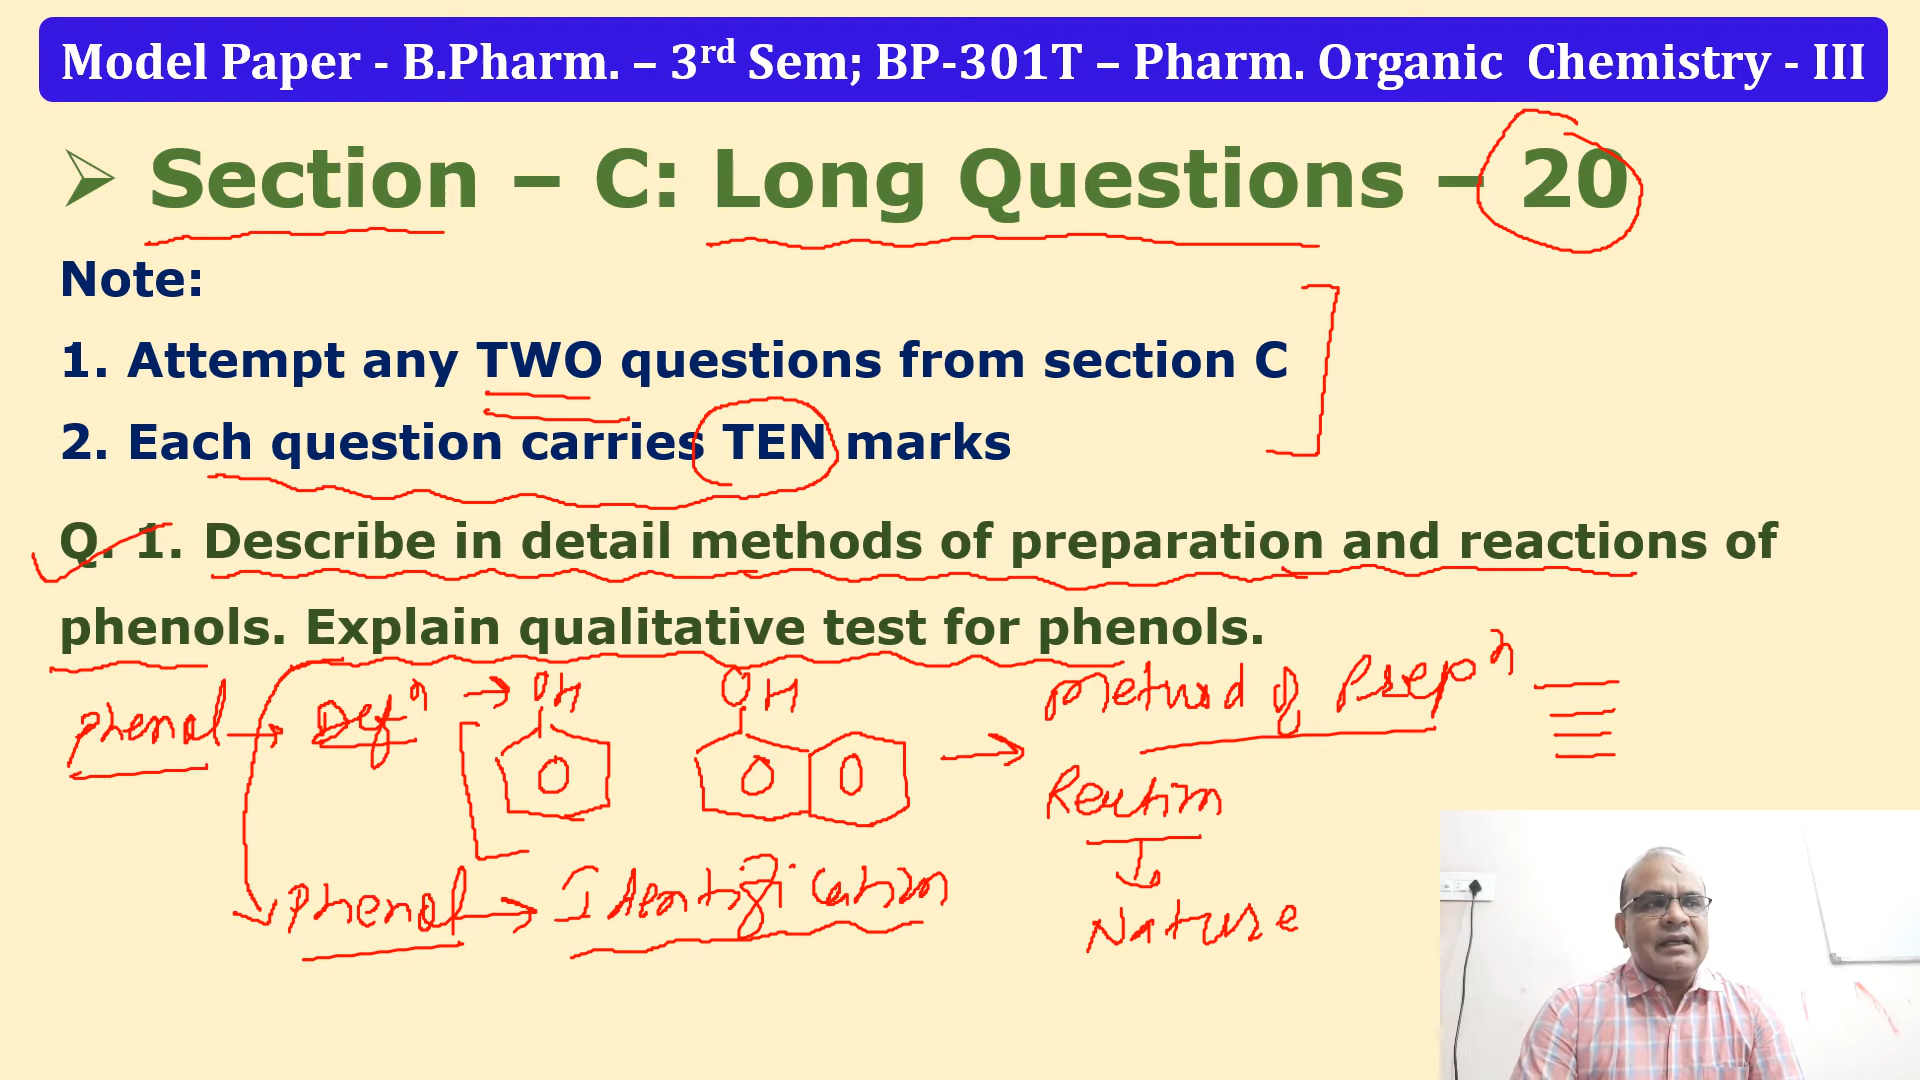 Model Paper - B.Pharm. – 3rd Sem; BP-301T – Pharm. Organic Chemistry - III
➢ Section – C: Long Questions – 20
Note:
1. Attempt any TWO questions from section C
2. Each question carries TEN marks
Q. 1. Describe in detail methods of preparation and reactions of
phenols. Explain qualitative test for phenols.
phenol → Defn → OH OH → Method of Prepn
Reaction
Phenol → Identification
Nature